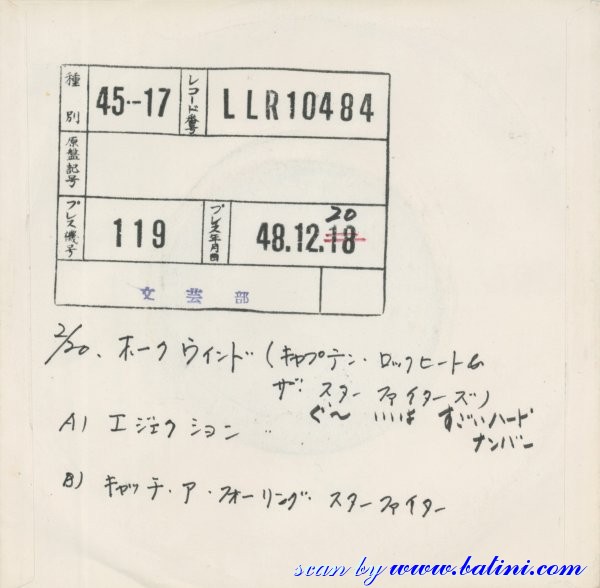 種別 45-17 レコード番号 LLR10484
原盤記号
プレス機号 119 プレス年月日 48.12.18 20
文芸部
2/20. ホークウインド (キャプテン・ロックヒート&
ザ・スターファイターズ)
A) エジェクション
ぐ〜 いいは すごいハード
ナンバー
B) キャッチ・ア・フォーリング・スターファイター
scan by www.batini.com